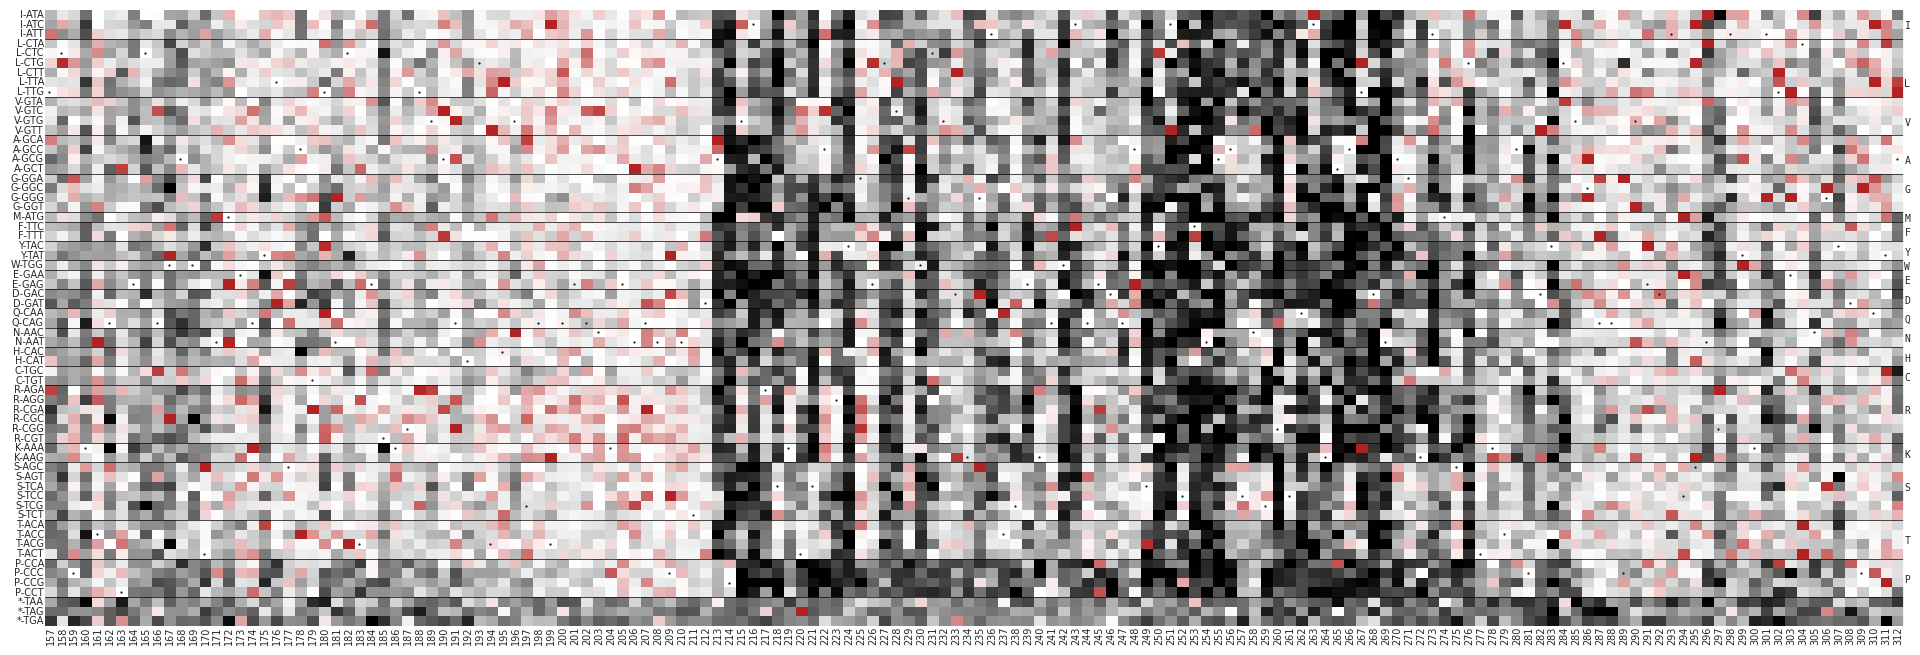 I-ATA
I-ATC I
I-ATT
L-CTA
L-CTC
L-CTG
L-CTT
L-TTA L
L-TTG
V-GTA
V-GTC
V-GTG V
V-GTT
A-GCA
A-GCC
A-GCG A
A-GCT
G-GGA
G-GGC G
G-GGG
G-GGT
M-ATG M
F-TTC F
F-TTT
Y-TAC Y
Y-TAT
W-TGG W
E-GAA E
E-GAG
D-GAC D
D-GAT
Q-CAA Q
Q-CAG
N-AAC N
N-AAT
H-CAC H
H-CAT
C-TGC C
C-TGT
R-AGA
R-AGG
R-CGA R
R-CGC
R-CGG
R-CGT
K-AAA K
K-AAG
S-AGC
S-AGT
S-TCA S
S-TCC
S-TCG
S-TCT
T-ACA
T-ACC T
T-ACG
T-ACT
P-CCA
P-CCC P
P-CCG
P-CCT
*-TAA
*-TAG
*-TGA
157 158 159 160 161 162 163 164 165 166 167 168 169 170 171 172 173 174 175 176 177 178 179 180 181 182 183 184 185 186 187 188 189 190 191 192 193 194 195 196 197 198 199 200 201 202 203 204 205 206 207 208 209 210 211 212 213 214 215 216 217 218 219 220 221 222 223 224 225 226 227 228 229 230 231 232 233 234 235 236 237 238 239 240 241 242 243 244 245 246 247 248 249 250 251 252 253 254 255 256 257 258 259 260 261 262 263 264 265 266 267 268 269 270 271 272 273 274 275 276 277 278 279 280 281 282 283 284 285 286 287 288 289 290 291 292 293 294 295 296 297 298 299 300 301 302 303 304 305 306 307 308 309 310 311 312